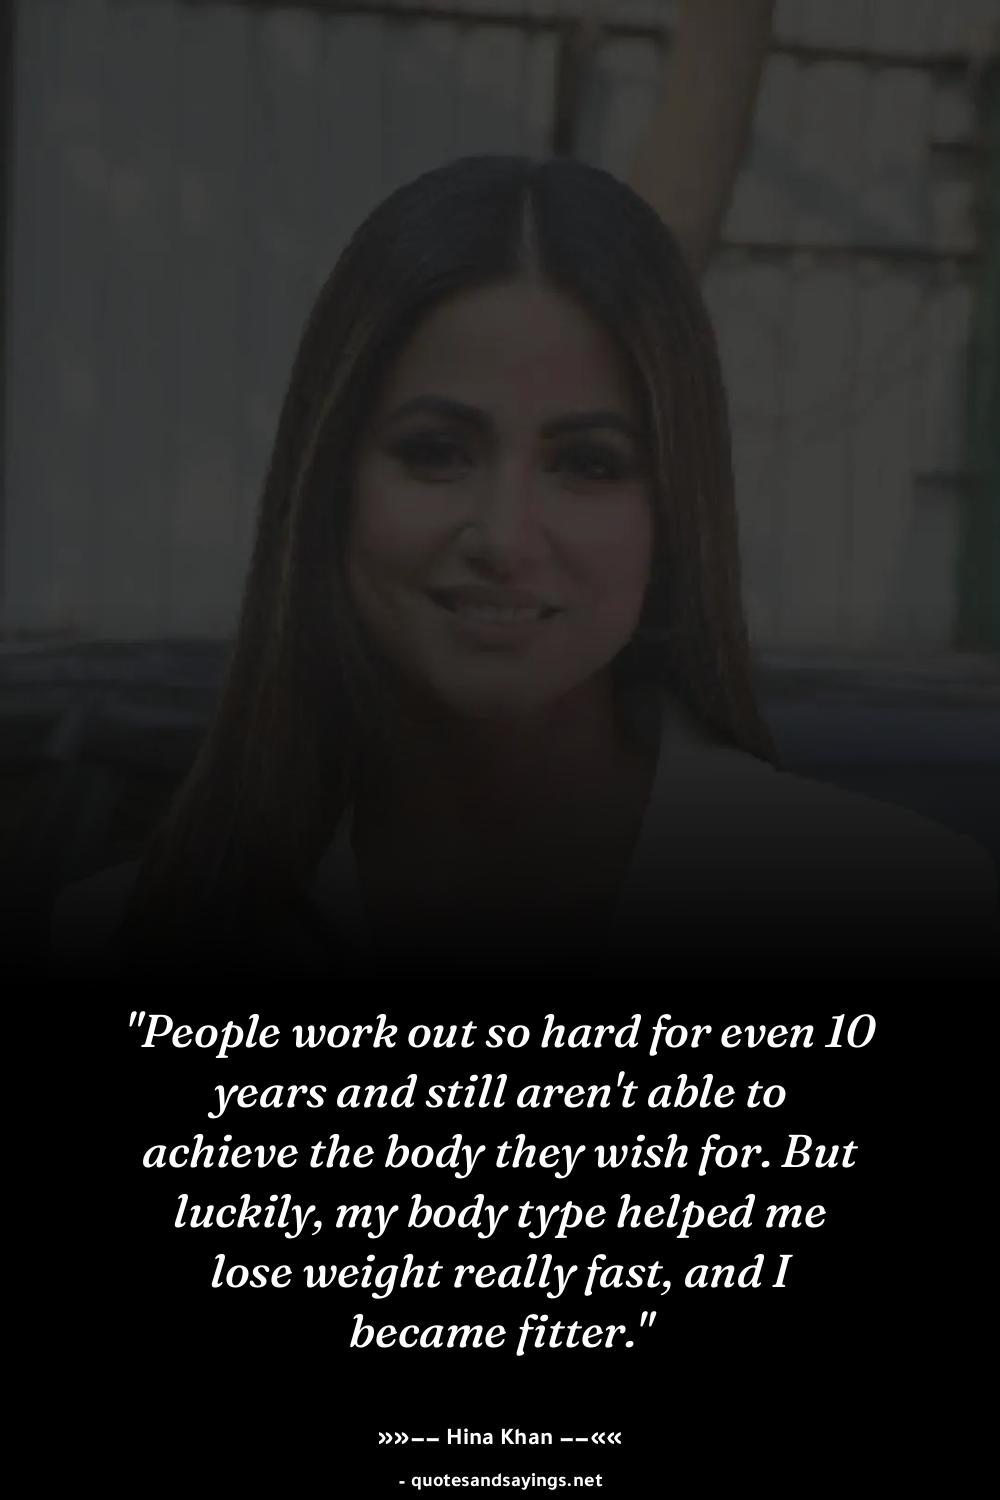 "People work out so hard for even 10
years and still aren't able to
achieve the body they wish for. But
luckily, my body type helped me
lose weight really fast, and I
became fitter."
»»–– Hina Khan ––««
- quotesandsayings.net